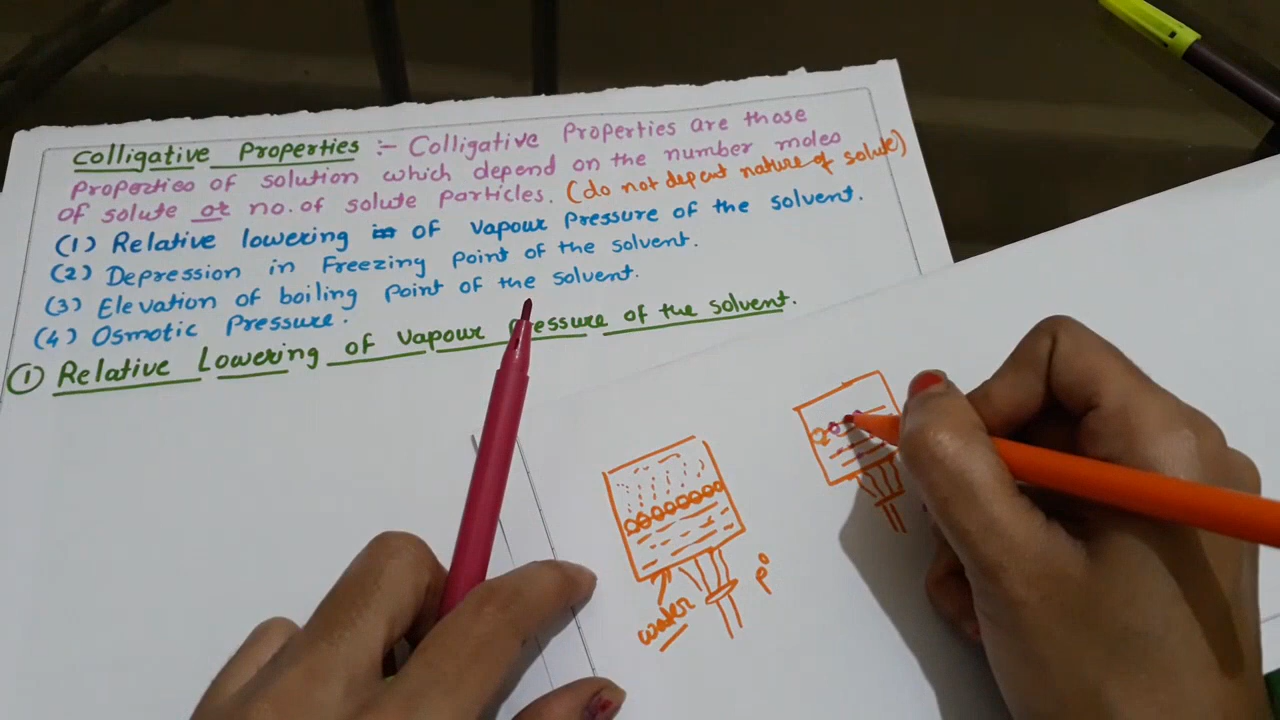 Colligative Properties :- Colligative Properties are those
Properties of solution which depend on the number moles
of solute or no. of solute particles. (do not depent nature of solute)
(1) Relative lowering in of vapour pressure of the solvent.
(2) Depression in Freezing point of the solvent.
(3) Elevation of boiling point of the solvent.
(4) Osmotic Pressure.
① Relative Lowering of vapour pressure of the solvent.
water
p°